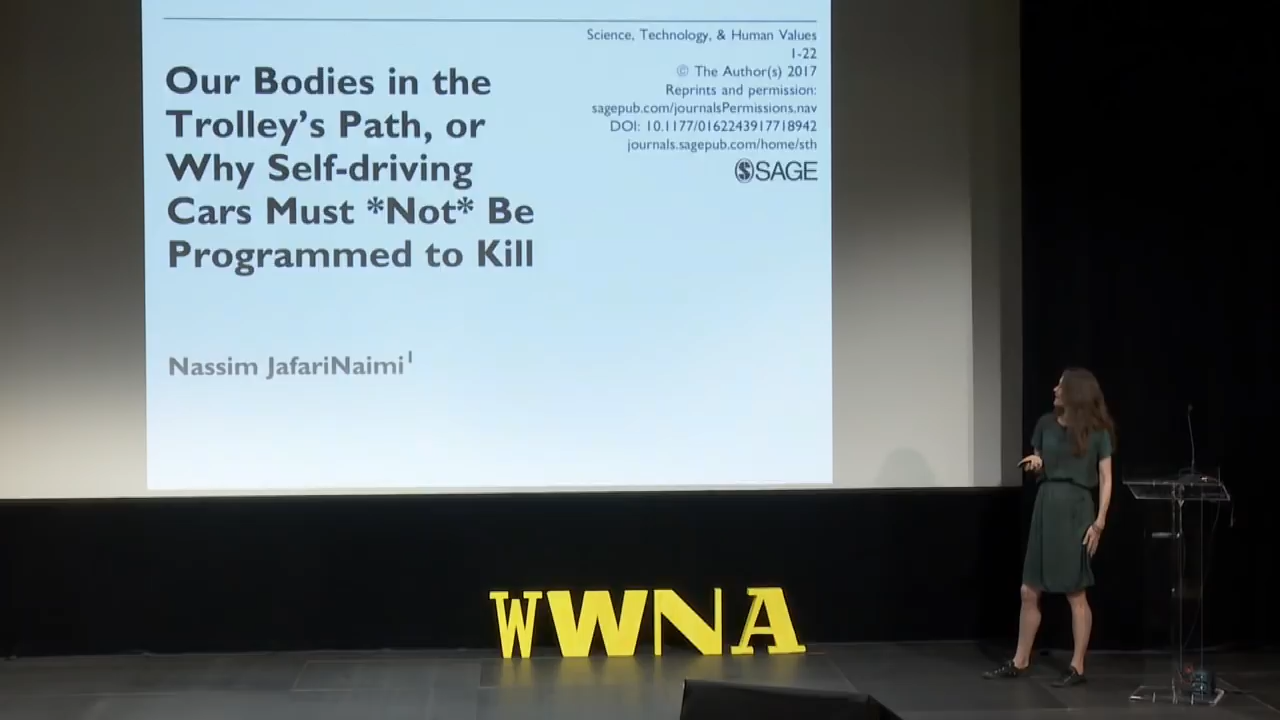 Science, Technology, & Human Values
1-22
© The Author(s) 2017
Reprints and permission:
sagepub.com/journalsPermissions.nav
DOI: 10.1177/0162243917718942
journals.sagepub.com/home/sth
SSAGE
Our Bodies in the
Trolley's Path, or
Why Self-driving
Cars Must *Not* Be
Programmed to Kill
Nassim JafariNaimi1
WWNA